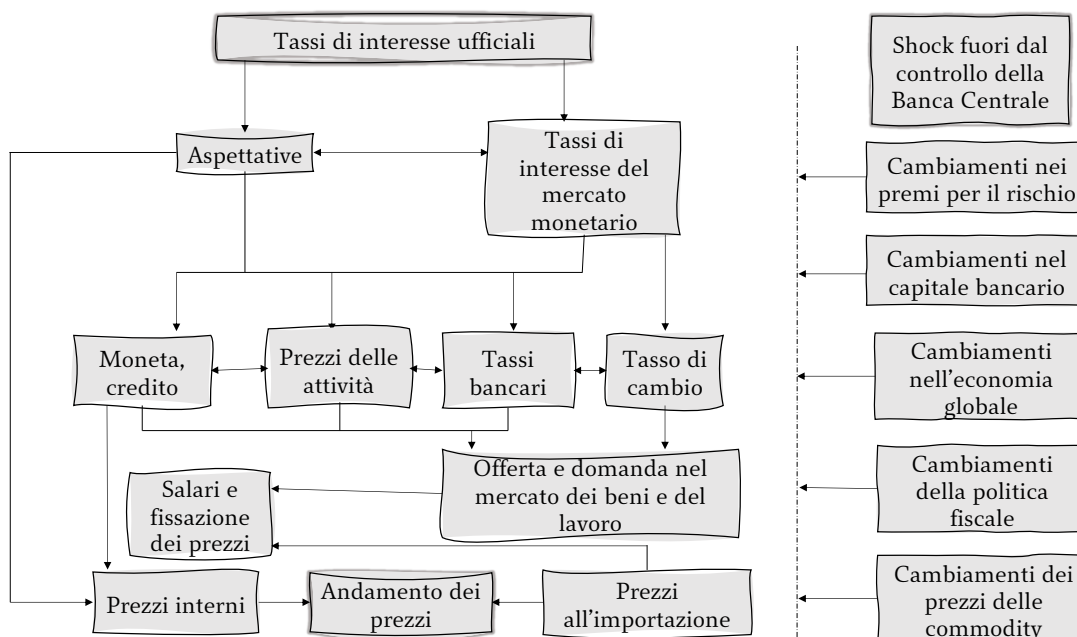 Tassi di interesse ufficiali
Shock fuori dal
controllo della
Banca Centrale
Aspettative
Tassi di
interesse del
mercato
monetario
Cambiamenti nei
premi per il rischio
Cambiamenti nel
capitale bancario
Moneta,
credito
Prezzi delle
attività
Tassi
bancari
Tasso di
cambio
Cambiamenti
nell'economia
globale
Salari e
fissazione
dei prezzi
Offerta e domanda nel
mercato dei beni e del
lavoro
Cambiamenti
della politica
fiscale
Prezzi interni
Andamento dei
prezzi
Prezzi
all'importazione
Cambiamenti dei
prezzi delle
commodity